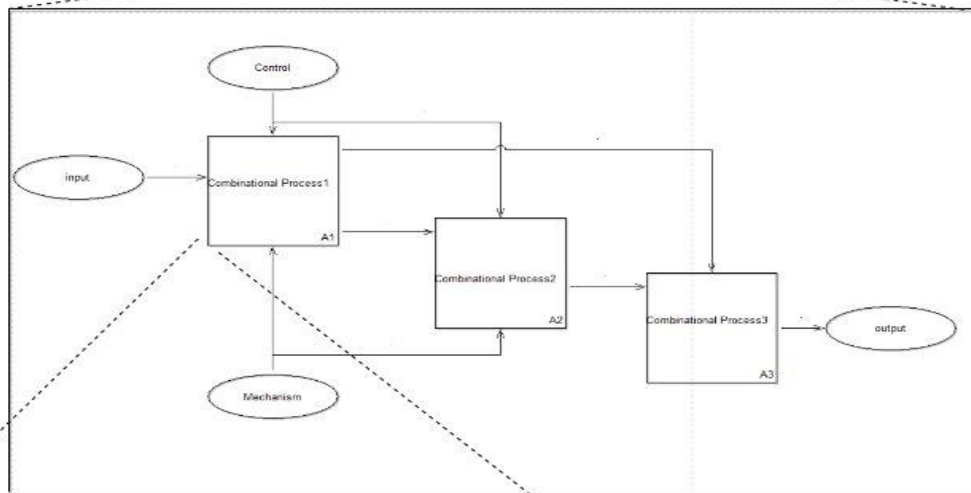 Control
input
Combinational Process1
A1
Combinational Process2
A2
Combinational Process3
A3
output
Mechanism